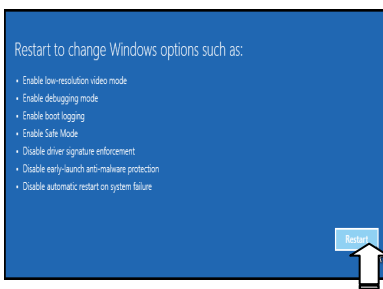 Restart to change Windows options such as:
• Enable low-resolution video mode
• Enable debugging mode
• Enable boot logging
• Enable Safe Mode
• Disable driver signature enforcement
• Disable early-launch anti-malware protection
• Disable automatic restart on system failure
Restart